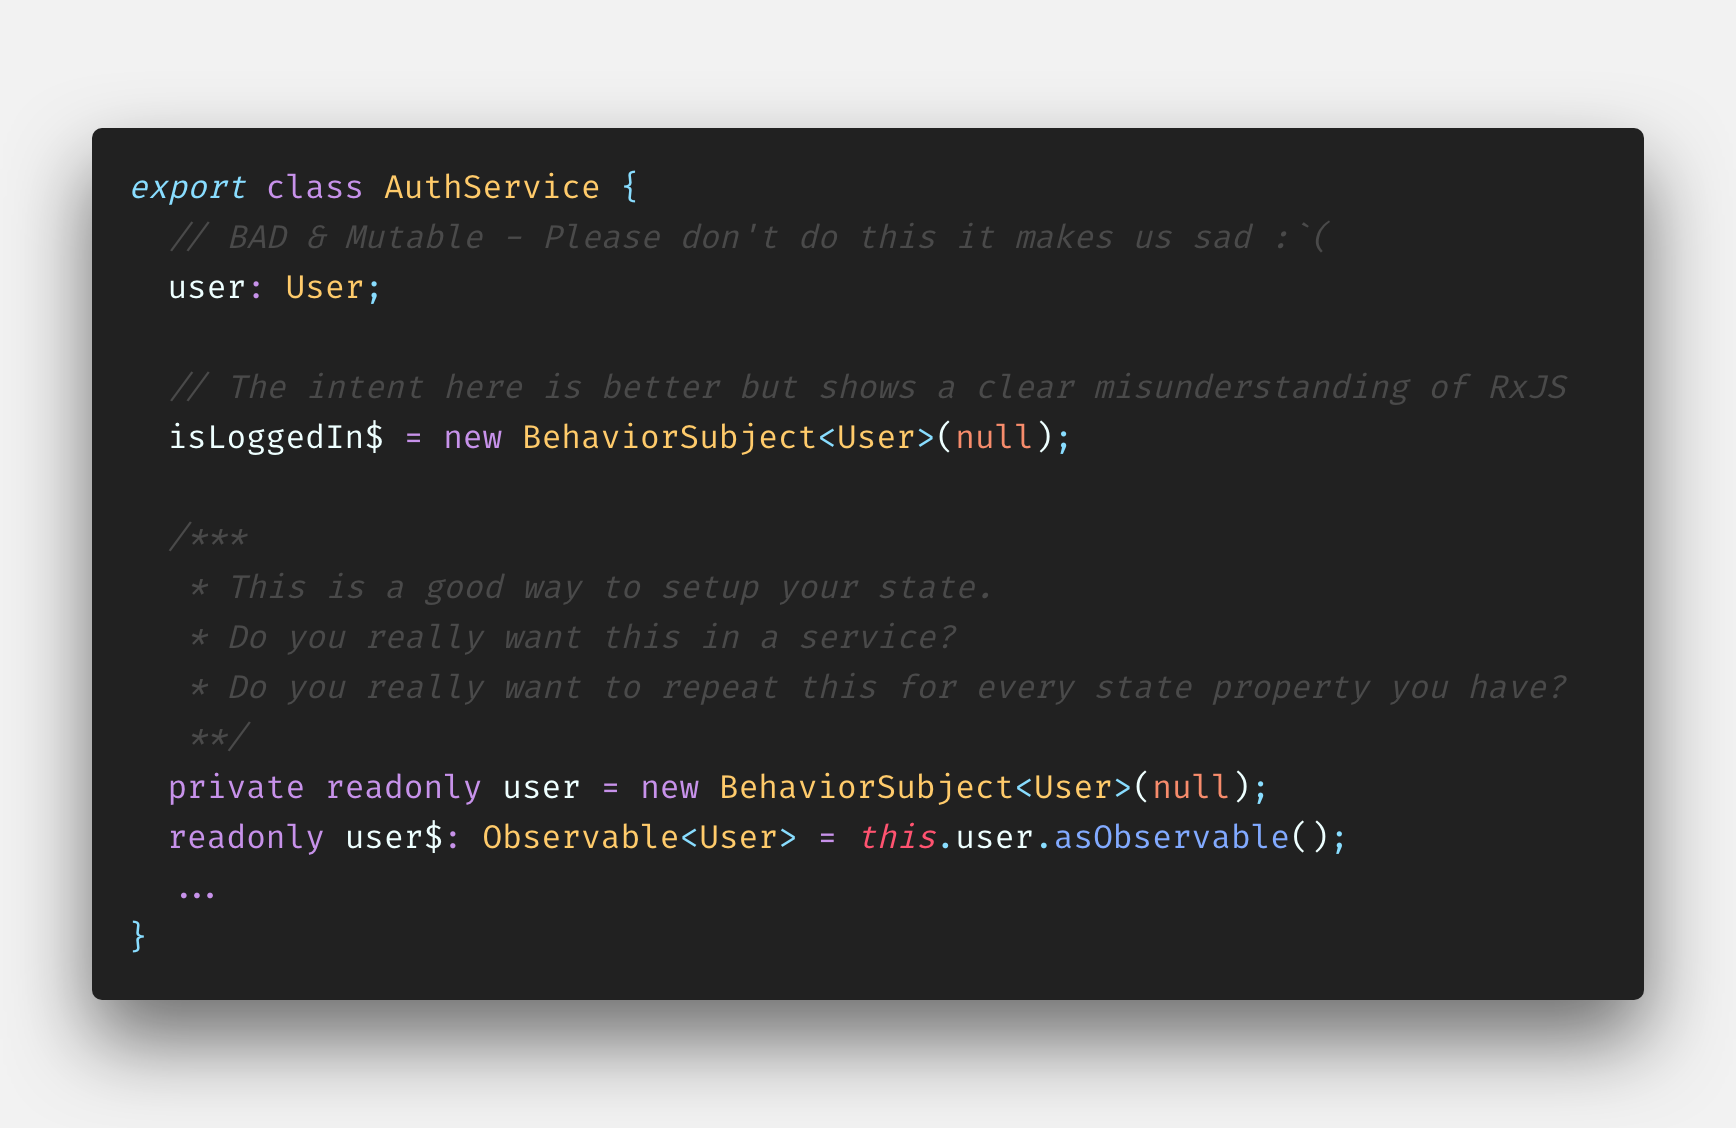 export class AuthService {
// BAD & Mutable - Please don't do this it makes us sad :`(
user: User;
// The intent here is better but shows a clear misunderstanding of RxJS
isLoggedIn$ = new BehaviorSubject<User>(null);
/***
* This is a good way to setup your state.
* Do you really want this in a service?
* Do you really want to repeat this for every state property you have?
**/
private readonly user = new BehaviorSubject<User>(null);
readonly user$: Observable<User> = this.user.asObservable();
...
}